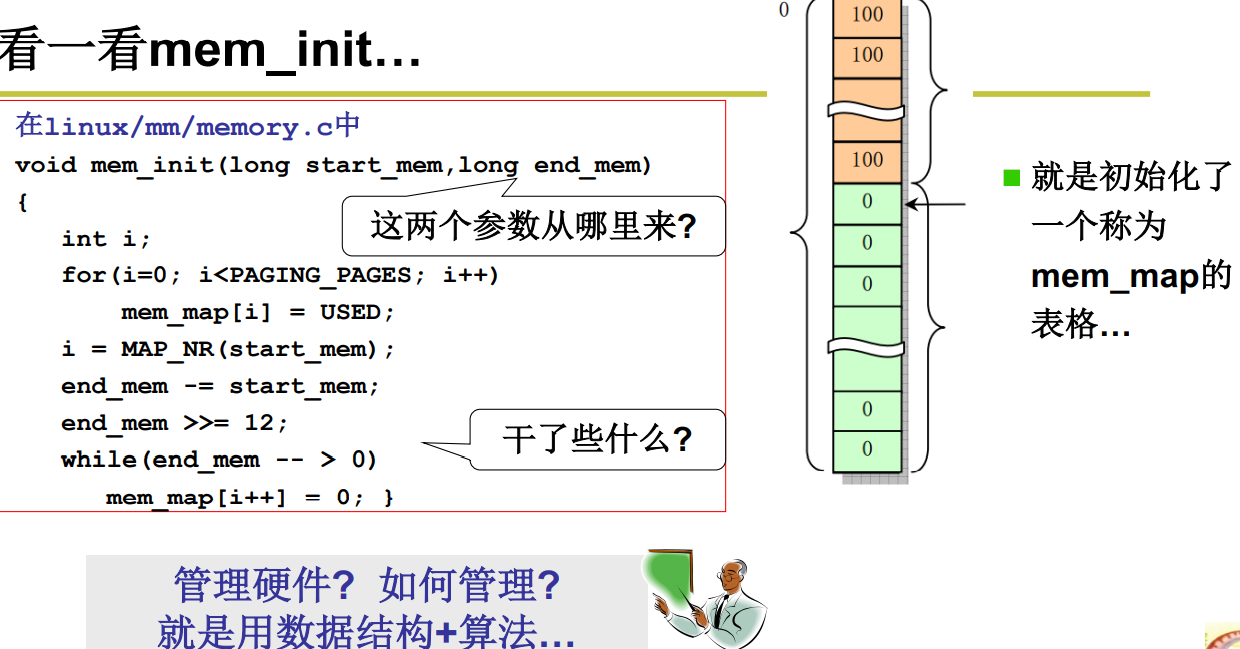 看一看mem_init…
在linux/mm/memory.c中
void mem_init(long start_mem,long end_mem)
{
这两个参数从哪里来?
int i;
for(i=0; i<PAGING_PAGES; i++)
mem_map[i] = USED;
i = MAP_NR(start_mem);
end_mem -= start_mem;
end_mem >>= 12;
干了些什么?
while(end_mem -- > 0)
mem_map[i++] = 0; }
0
100
100
100
0
0
0
0
0
就是初始化了
一个称为
mem_map的
表格…
管理硬件? 如何管理?
就是用数据结构+算法…